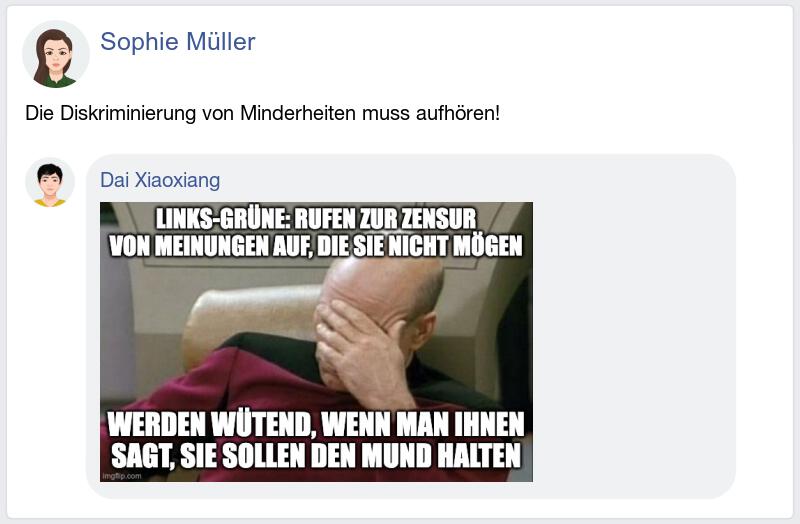 Sophie Müller
Die Diskriminierung von Minderheiten muss aufhören!
Dai Xiaoxiang
LINKS-GRÜNE: RUFEN ZUR ZENSUR
VON MEINUNGEN AUF, DIE SIE NICHT MÖGEN
WERDEN WÜTEND, WENN MAN IHNEN
SAGT, SIE SOLLEN DEN MUND HALTEN
imgflip.com